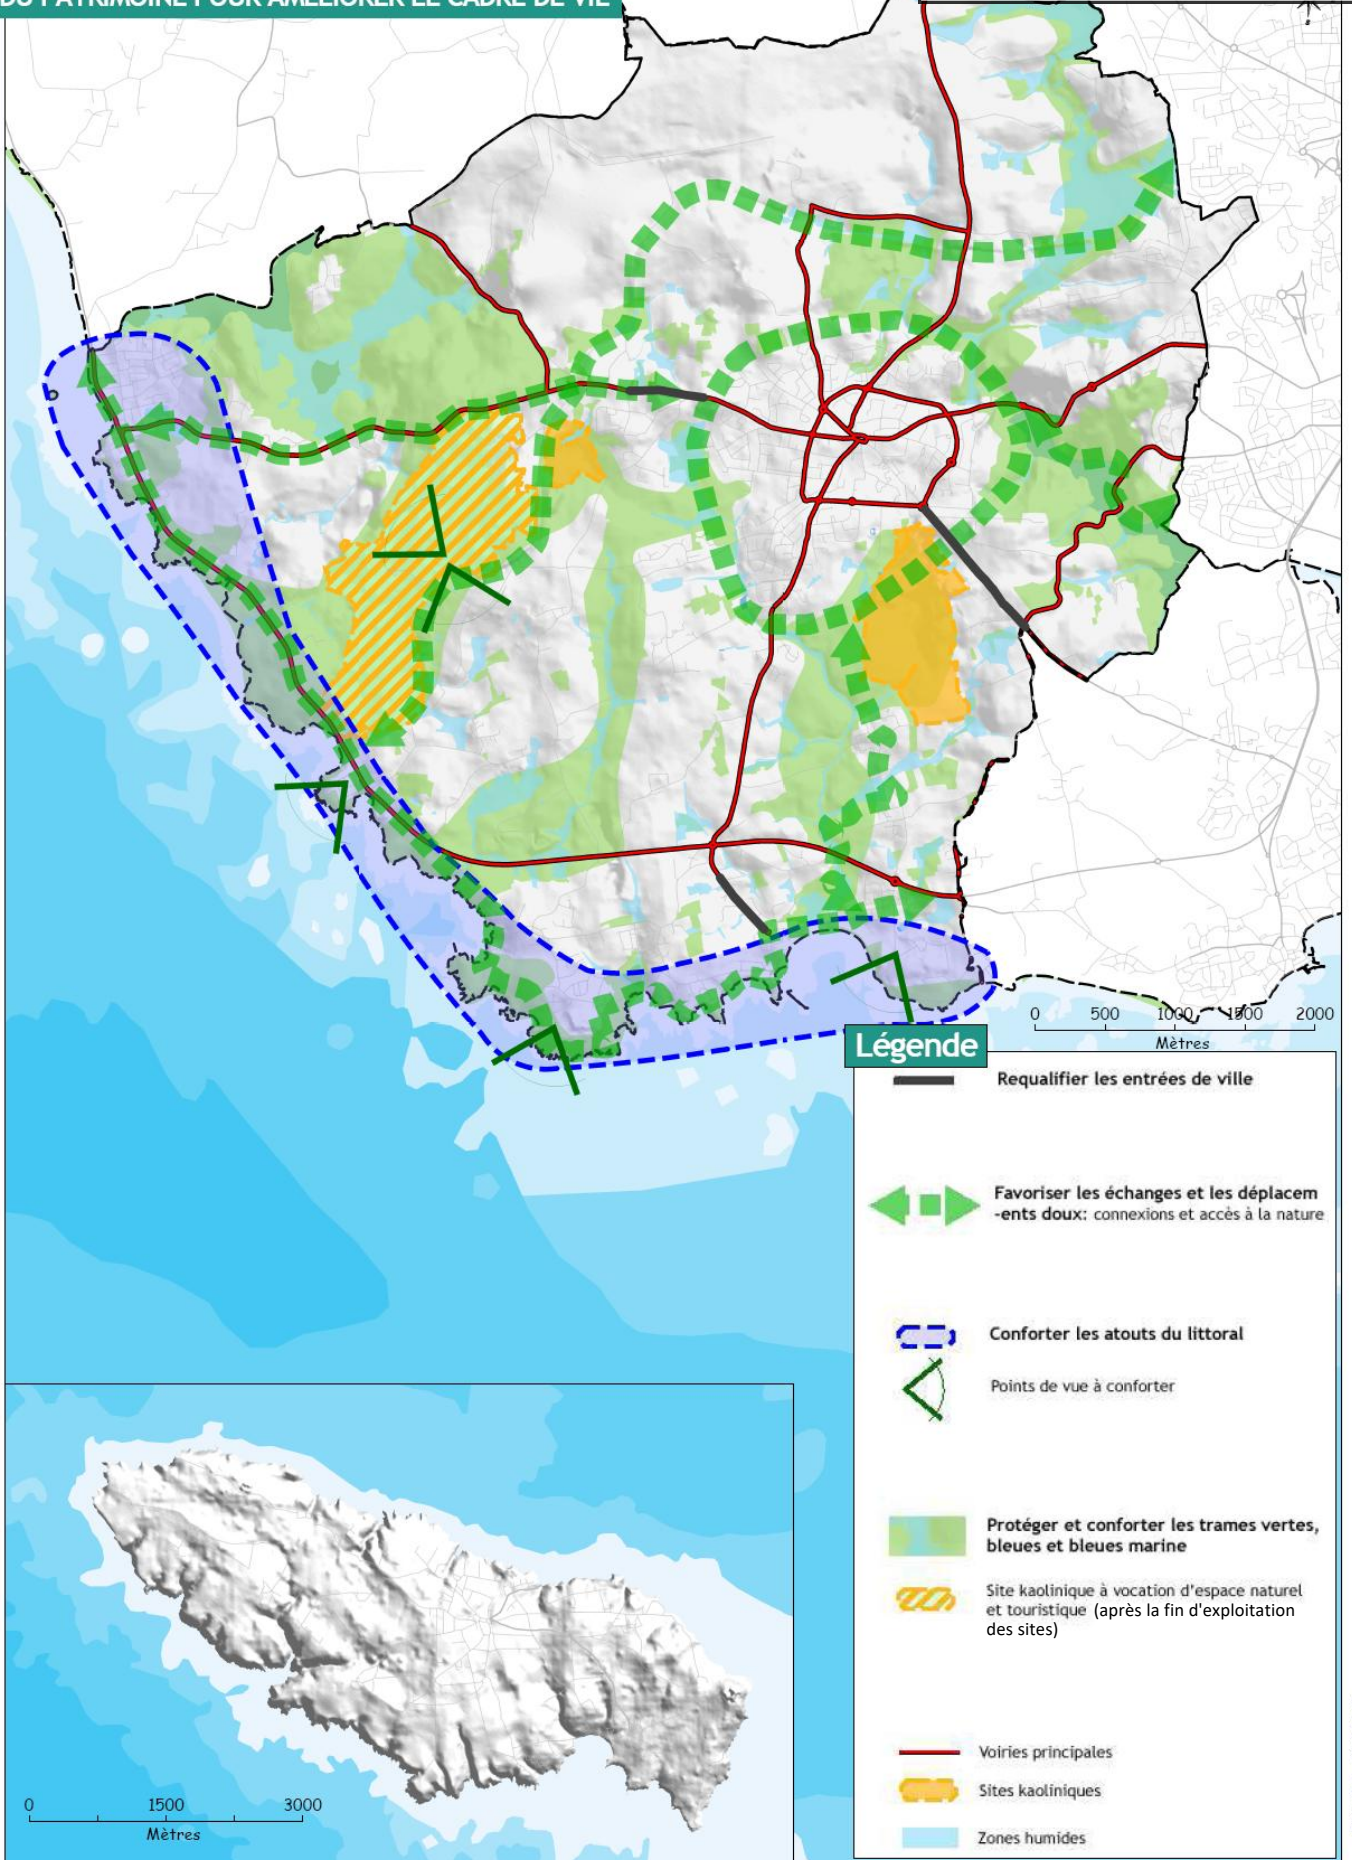 DU PATRIMOINE POUR AMELIORER LE CADRE DE VIE
0 500 1000 1500 2000
Mètres
Légende
Requalifier les entrées de ville
Favoriser les échanges et les déplacem
-ents doux: connexions et accès à la nature
Conforter les atouts du littoral
Points de vue à conforter
Protéger et conforter les trames vertes,
bleues et bleues marine
Site kaolinique à vocation d'espace naturel
et touristique (après la fin d'exploitation
des sites)
Voiries principales
Sites kaoliniques
Zones humides
0 1500 3000
Mètres